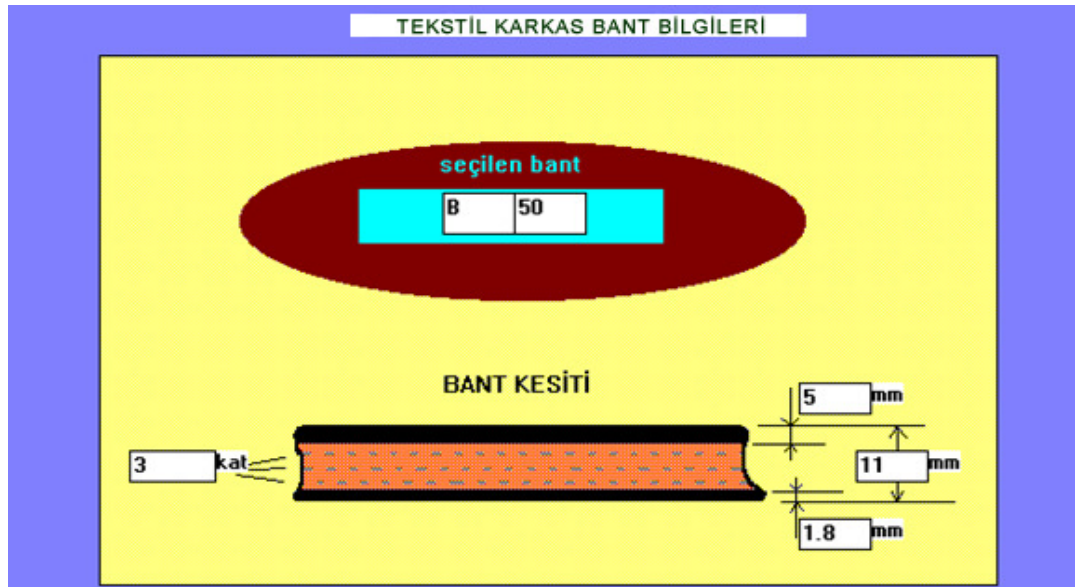 TEKSTİL KARKAS BANT BİLGİLERİ
seçilen bant
B 50
BANT KESİTİ
5 mm
3 kat
11 mm
1.8 mm